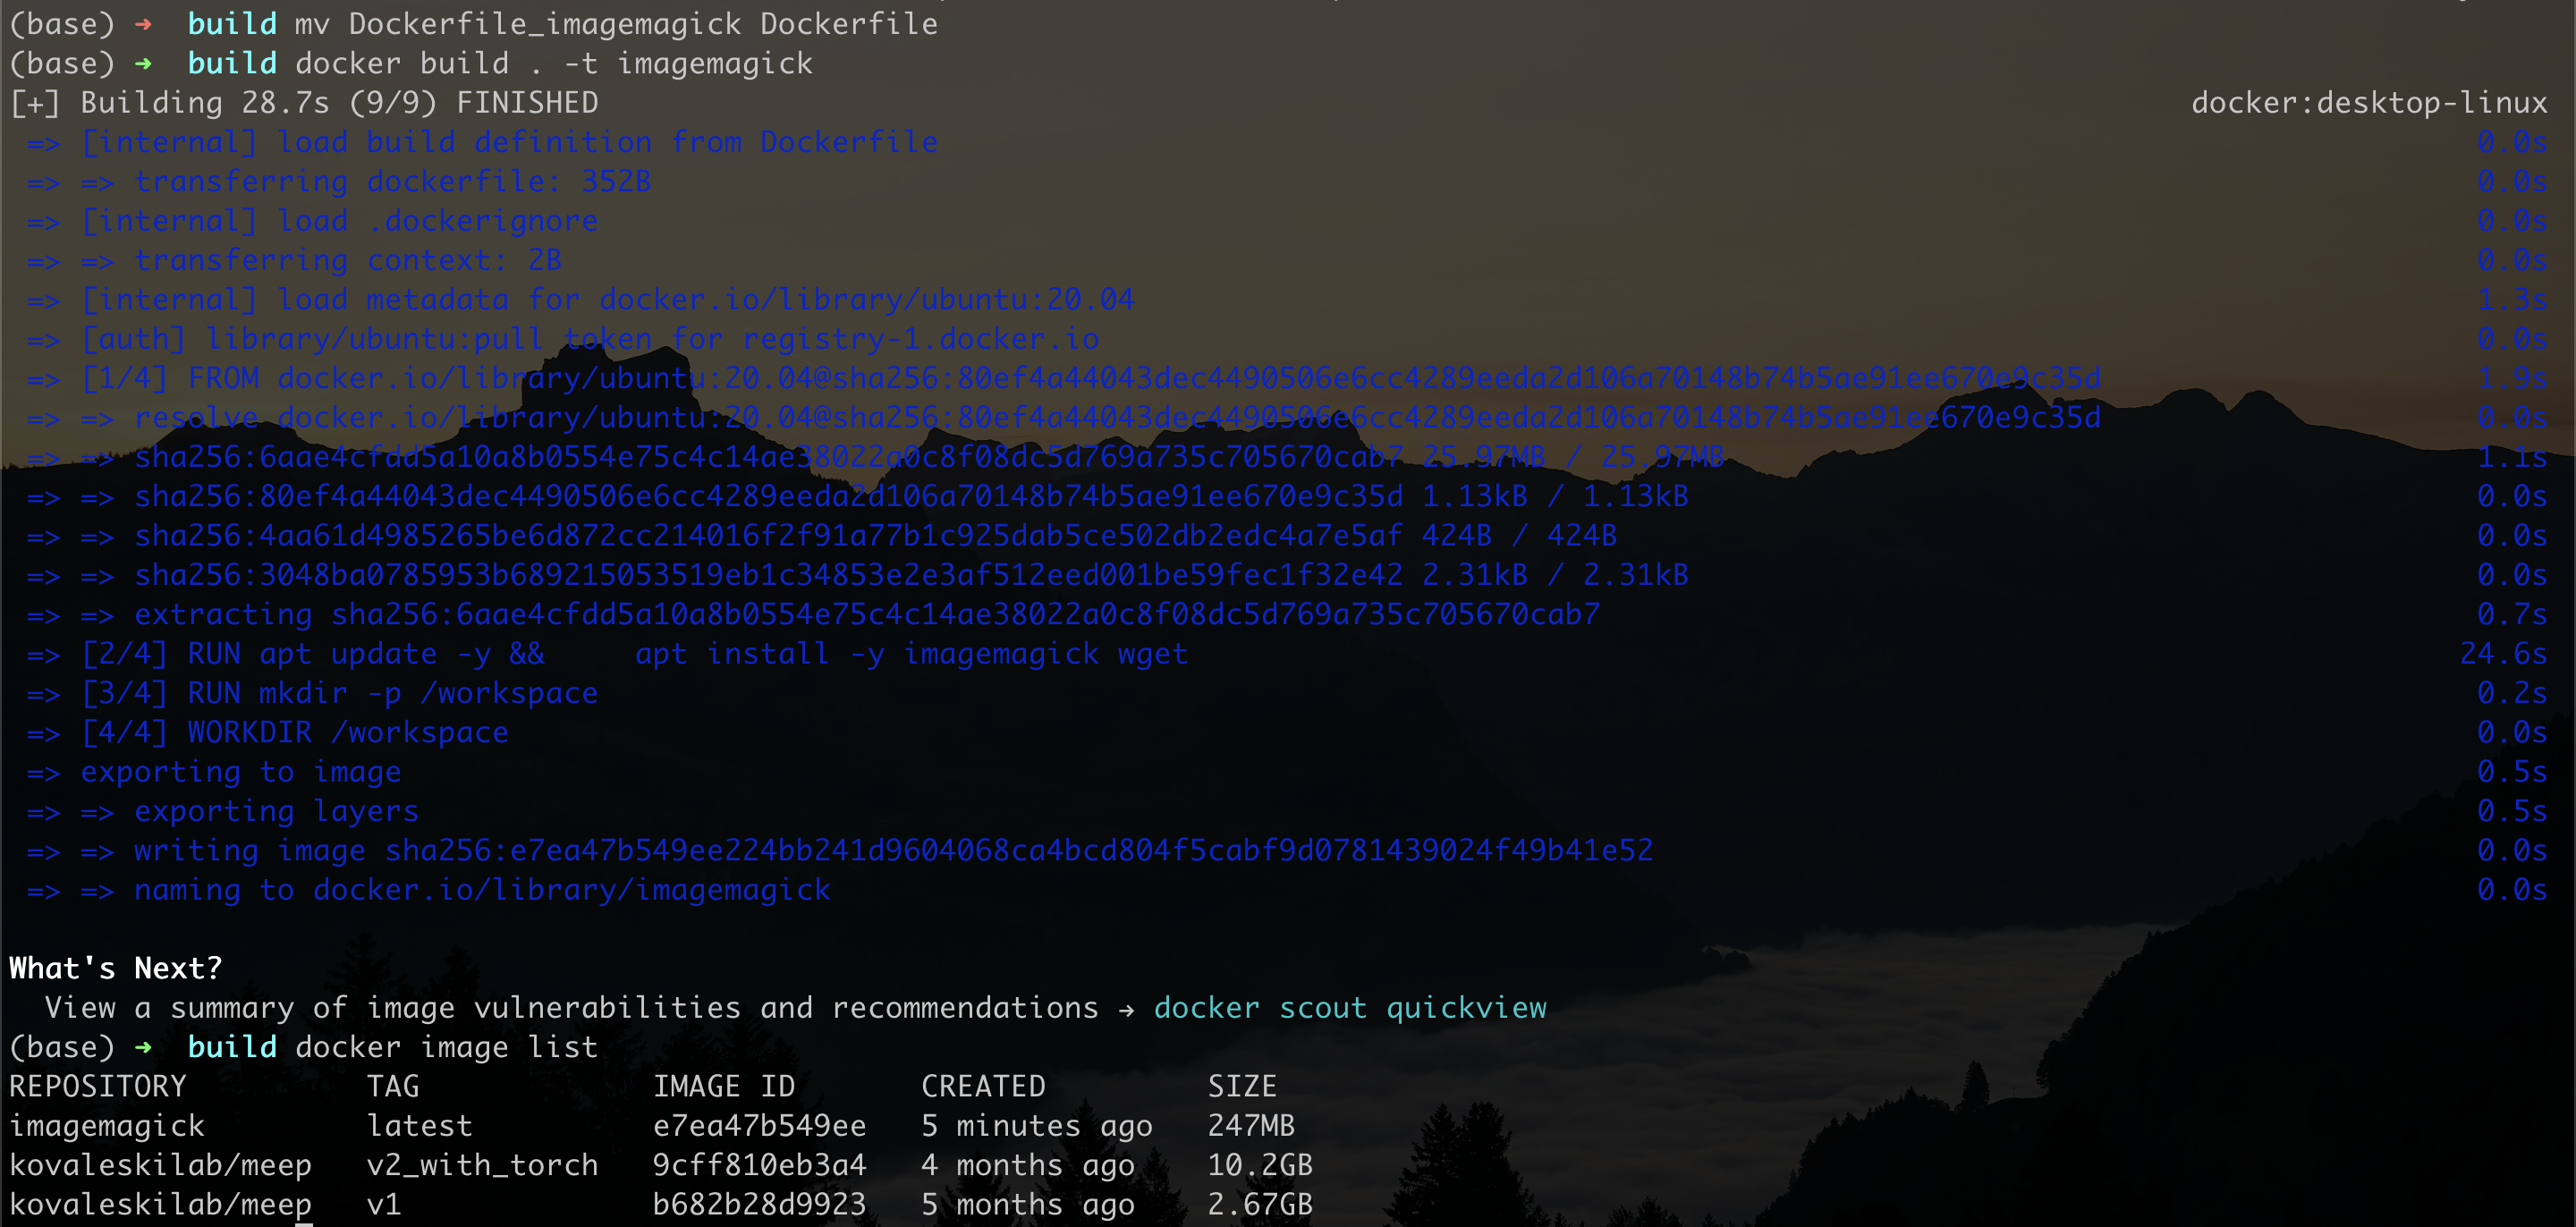 (base) ➜  build mv Dockerfile_imagemagick Dockerfile
(base) ➜  build docker build . -t imagemagick
[+] Building 28.7s (9/9) FINISHED docker:desktop-linux
=> [internal] load build definition from Dockerfile 0.0s
=> => transferring dockerfile: 352B 0.0s
=> [internal] load .dockerignore 0.0s
=> => transferring context: 2B 0.0s
=> [internal] load metadata for docker.io/library/ubuntu:20.04 1.3s
=> [auth] library/ubuntu:pull token for registry-1.docker.io 0.0s
=> [1/4] FROM docker.io/library/ubuntu:20.04@sha256:80ef4a44043dec4490506e6cc4289eeda2d106a70148b74b5ae91ee670e9c35d 1.9s
=> => resolve docker.io/library/ubuntu:20.04@sha256:80ef4a44043dec4490506e6cc4289eeda2d106a70148b74b5ae91ee670e9c35d 0.0s
=> => sha256:6aae4cfdd5a10a8b0554e75c4c14ae38022a0c8f08dc5d769a735c705670cab7 25.97MB / 25.97MB 1.1s
=> => sha256:80ef4a44043dec4490506e6cc4289eeda2d106a70148b74b5ae91ee670e9c35d 1.13kB / 1.13kB 0.0s
=> => sha256:4aa61d4985265be6d872cc214016f2f91a77b1c925dab5ce502db2edc4a7e5af 424B / 424B 0.0s
=> => sha256:3048ba0785953b689215053519eb1c34853e2e3af512eed001be59fec1f32e42 2.31kB / 2.31kB 0.0s
=> => extracting sha256:6aae4cfdd5a10a8b0554e75c4c14ae38022a0c8f08dc5d769a735c705670cab7 0.7s
=> [2/4] RUN apt update -y &&     apt install -y imagemagick wget 24.6s
=> [3/4] RUN mkdir -p /workspace 0.2s
=> [4/4] WORKDIR /workspace 0.0s
=> exporting to image 0.5s
=> => exporting layers 0.5s
=> => writing image sha256:e7ea47b549ee224bb241d9604068ca4bcd804f5cabf9d0781439024f49b41e52 0.0s
=> => naming to docker.io/library/imagemagick 0.0s
What's Next?
View a summary of image vulnerabilities and recommendations → docker scout quickview
(base) ➜  build docker image list
REPOSITORY TAG IMAGE ID CREATED SIZE
imagemagick latest e7ea47b549ee 5 minutes ago 247MB
kovaleskilab/meep v2_with_torch 9cff810eb3a4 4 months ago 10.2GB
kovaleskilab/meep v1 b682b28d9923 5 months ago 2.67GB